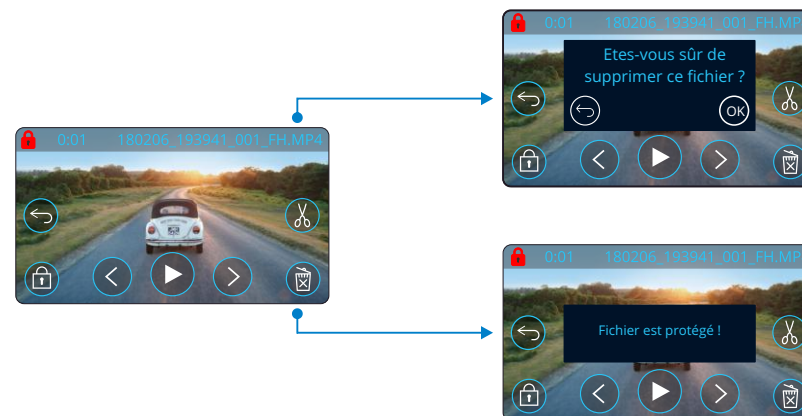 0:01 180206_193941_001_FH.MP4
0:01 180206_193941_001_FH.MP
Etes-vous sûr de
supprimer ce fichier ?
OK
0:01 180206_193941_001_FH.MP
Fichier est protégé !